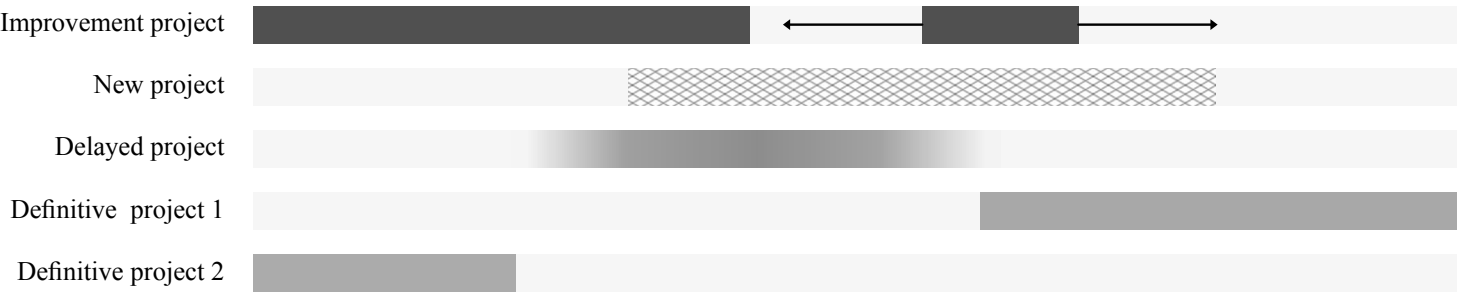 Improvement project
New project
Delayed project
Definitive project 1
Definitive project 2